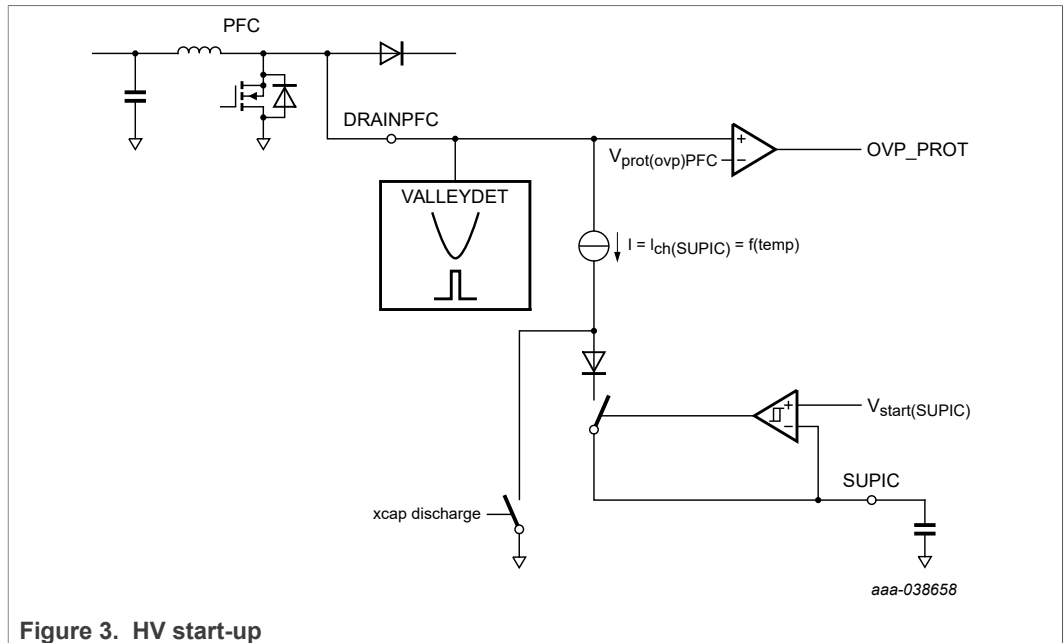 PFC
DRAINPFC
Vprot(ovp)PFC
+
−
OVP_PROT
VALLEYDET
I = Ich(SUPIC) = f(temp)
+
−
Vstart(SUPIC)
SUPIC
xcap discharge
aaa-038658
Figure 3. HV start-up